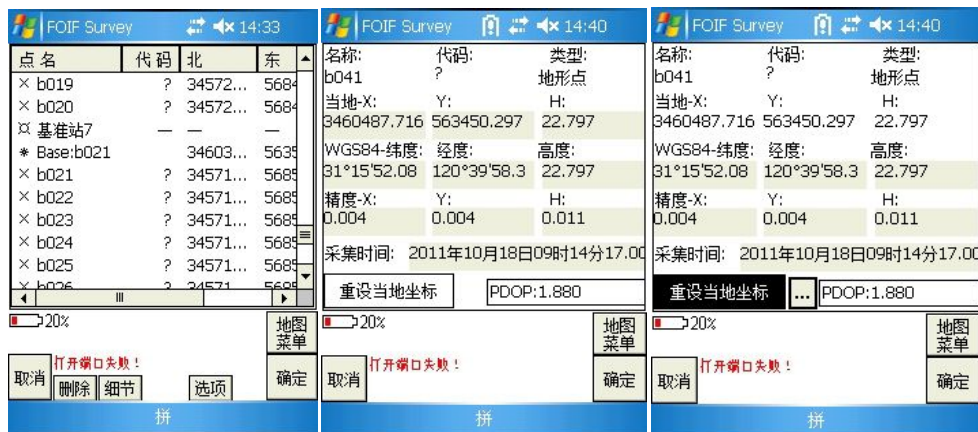 FOIF Survey 14:33
点名 代码 北 东
× b019 ? 34572... 5684
× b020 ? 34572... 5684
¤ 基准站7 — — —
* Base:b021 34603... 5635
× b021 ? 34571... 5685
× b022 ? 34571... 5685
× b023 ? 34571... 5685
× b024 ? 34571... 5685
× b025 ? 34571... 5685
× b026 ? 34571
20%
地图
菜单
打开端口失败!
取消 删除 细节 选项 确定
拼
FOIF Survey 14:40
名称: 代码: 类型:
b041 ? 地形点
当地-X: Y: H:
3460487.716 563450.297 22.797
WGS84-纬度: 经度: 高度:
31°15'52.08 120°39'58.3 22.797
精度-X: Y: H:
0.004 0.004 0.011
采集时间: 2011年10月18日09时14分17.00
重设当地坐标 PDOP:1.880
20%
地图
菜单
打开端口失败!
取消 确定
拼
FOIF Survey 14:40
名称: 代码: 类型:
b041 ? 地形点
当地-X: Y: H:
3460487.716 563450.297 22.797
WGS84-纬度: 经度: 高度:
31°15'52.08 120°39'58.3 22.797
精度-X: Y: H:
0.004 0.004 0.011
采集时间: 2011年10月18日09时14分17.00
重设当地坐标 ... PDOP:1.880
20%
地图
菜单
打开端口失败!
取消 确定
拼